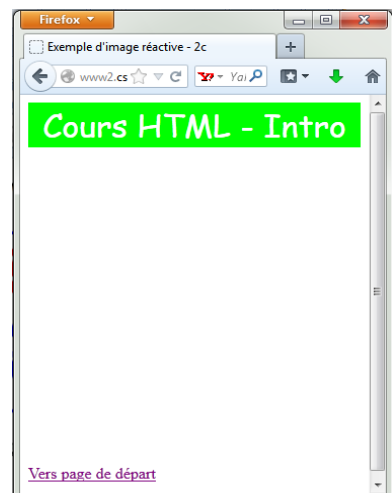 Firefox
Exemple d'image réactive - 2c
www2.cs
Cours HTML - Intro
Vers page de départ